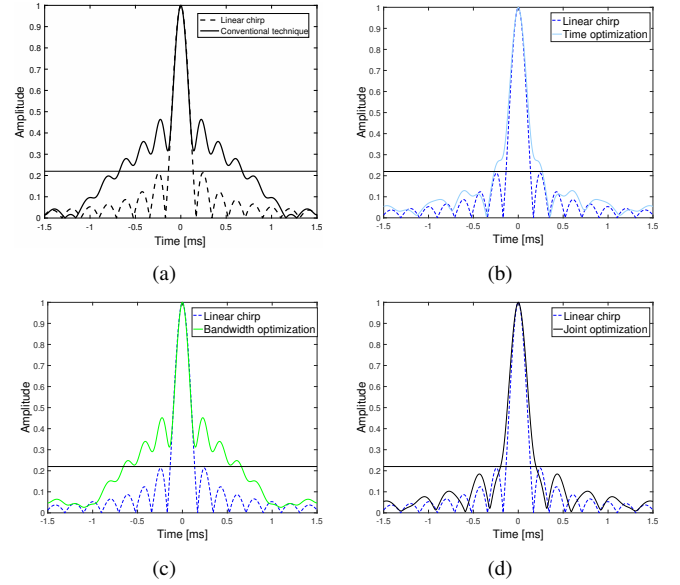 Linear chirp
Conventional technique
Amplitude
1
0.9
0.8
0.7
0.6
0.5
0.4
0.3
0.2
0.1
0
-1.5 -1 -0.5 0 0.5 1 1.5
Time [ms]
(a)
Linear chirp
Time optimization
Amplitude
1
0.9
0.8
0.7
0.6
0.5
0.4
0.3
0.2
0.1
0
-1.5 -1 -0.5 0 0.5 1 1.5
Time [ms]
(b)
Linear chirp
Bandwidth optimization
Amplitude
1
0.9
0.8
0.7
0.6
0.5
0.4
0.3
0.2
0.1
0
-1.5 -1 -0.5 0 0.5 1 1.5
Time [ms]
(c)
Linear chirp
Joint optimization
Amplitude
1
0.9
0.8
0.7
0.6
0.5
0.4
0.3
0.2
0.1
0
-1.5 -1 -0.5 0 0.5 1 1.5
Time [ms]
(d)